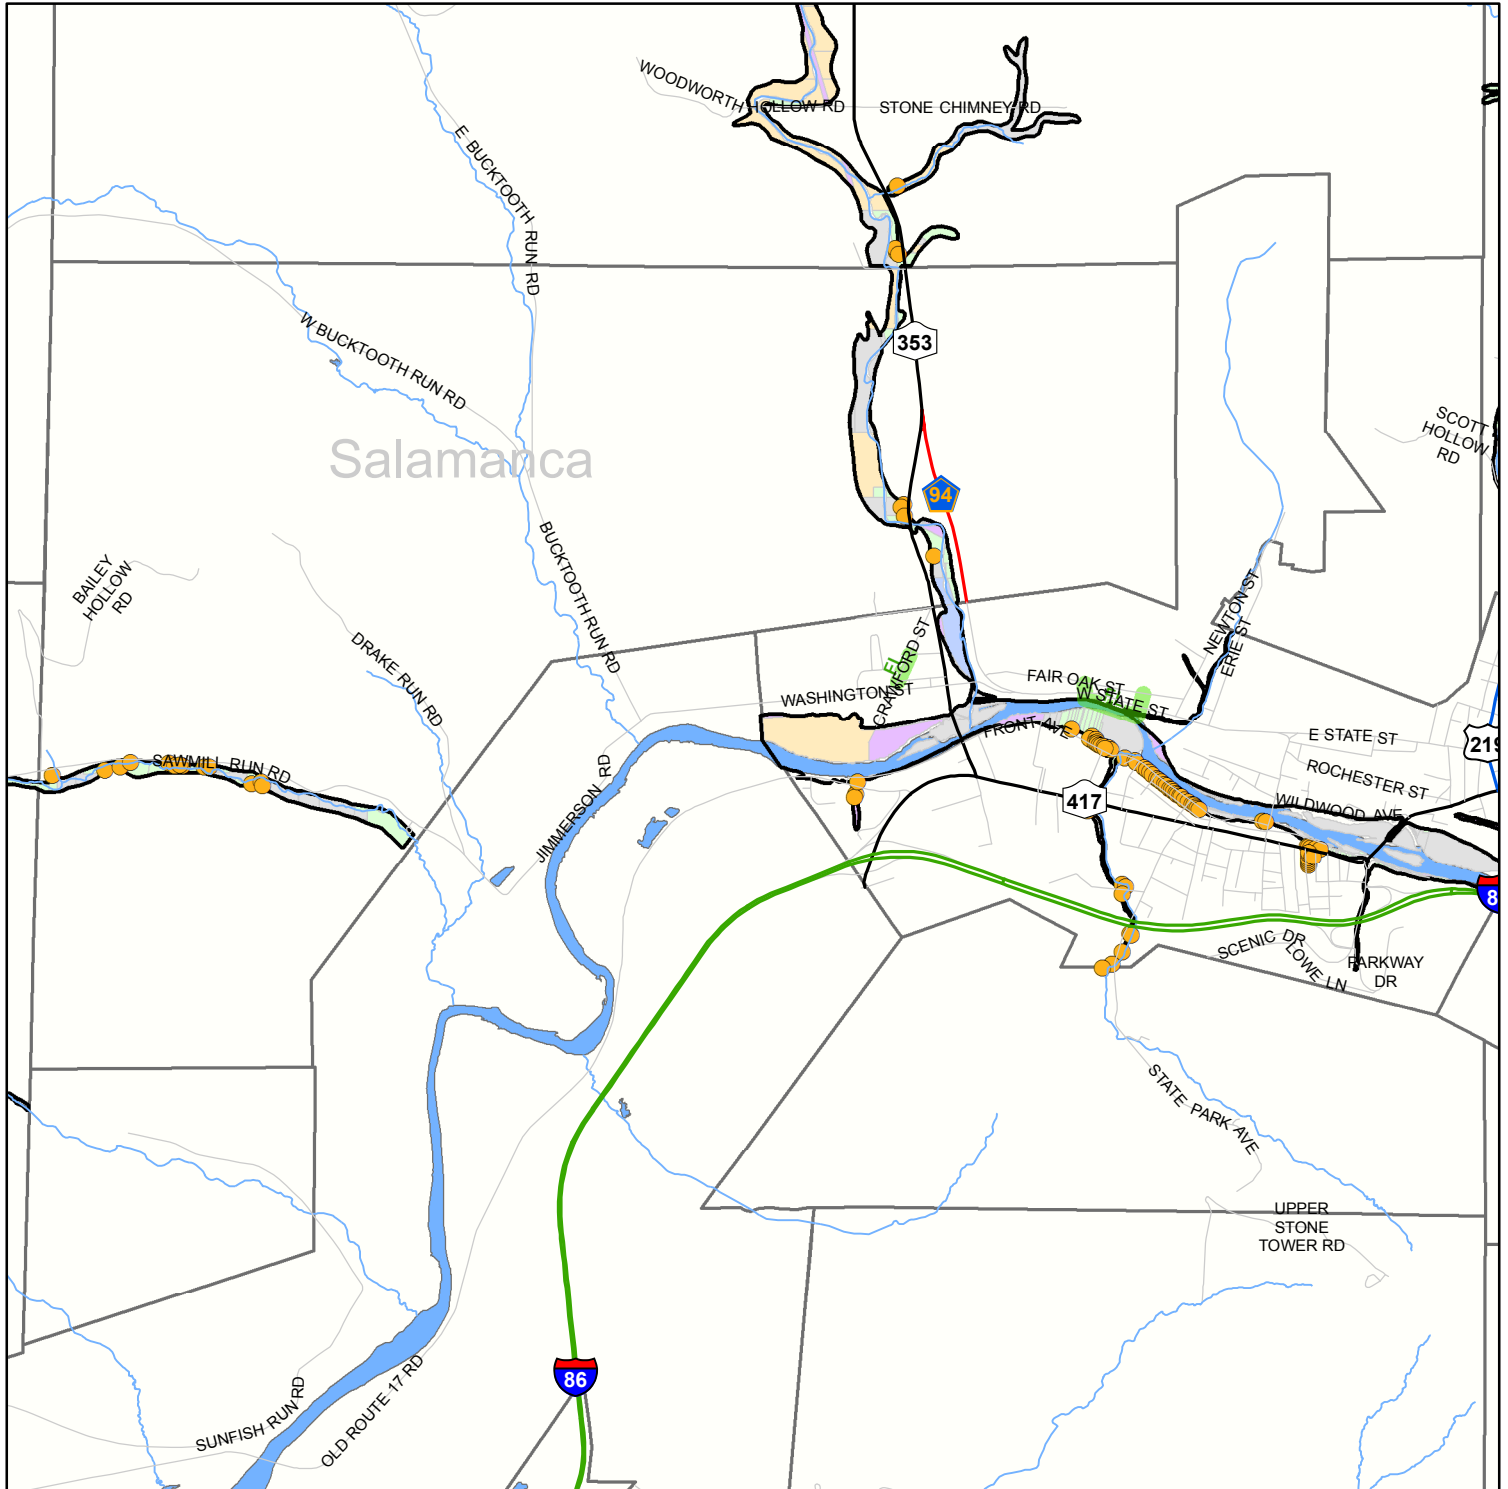 WOODWORTH HOLLOW RD
STONE CHIMNEY RD
E BUCKTOOTH RUN RD
W BUCKTOOTH RUN RD
353
Salamanca
SCOTT
HOLLOW
RD
94
BAILEY
HOLLOW
RD
BUCKTOOTH RUN RD
DRAKE RUN RD
NEWTON ST
ERIE ST
EL
CRAWFORD ST
WASHINGTON ST
FAIR OAK ST
W STATE ST
FRONT AVE
E STATE ST
219
ROCHESTER ST
SAWMILL RUN RD
JIMMERSON RD
417
WILDWOOD AVE
8
SCENIC DR
LOWE LN
PARKWAY
DR
STATE PARK AVE
UPPER
STONE
TOWER RD
86
SUNFISH RUN RD
OLD ROUTE 17 RD